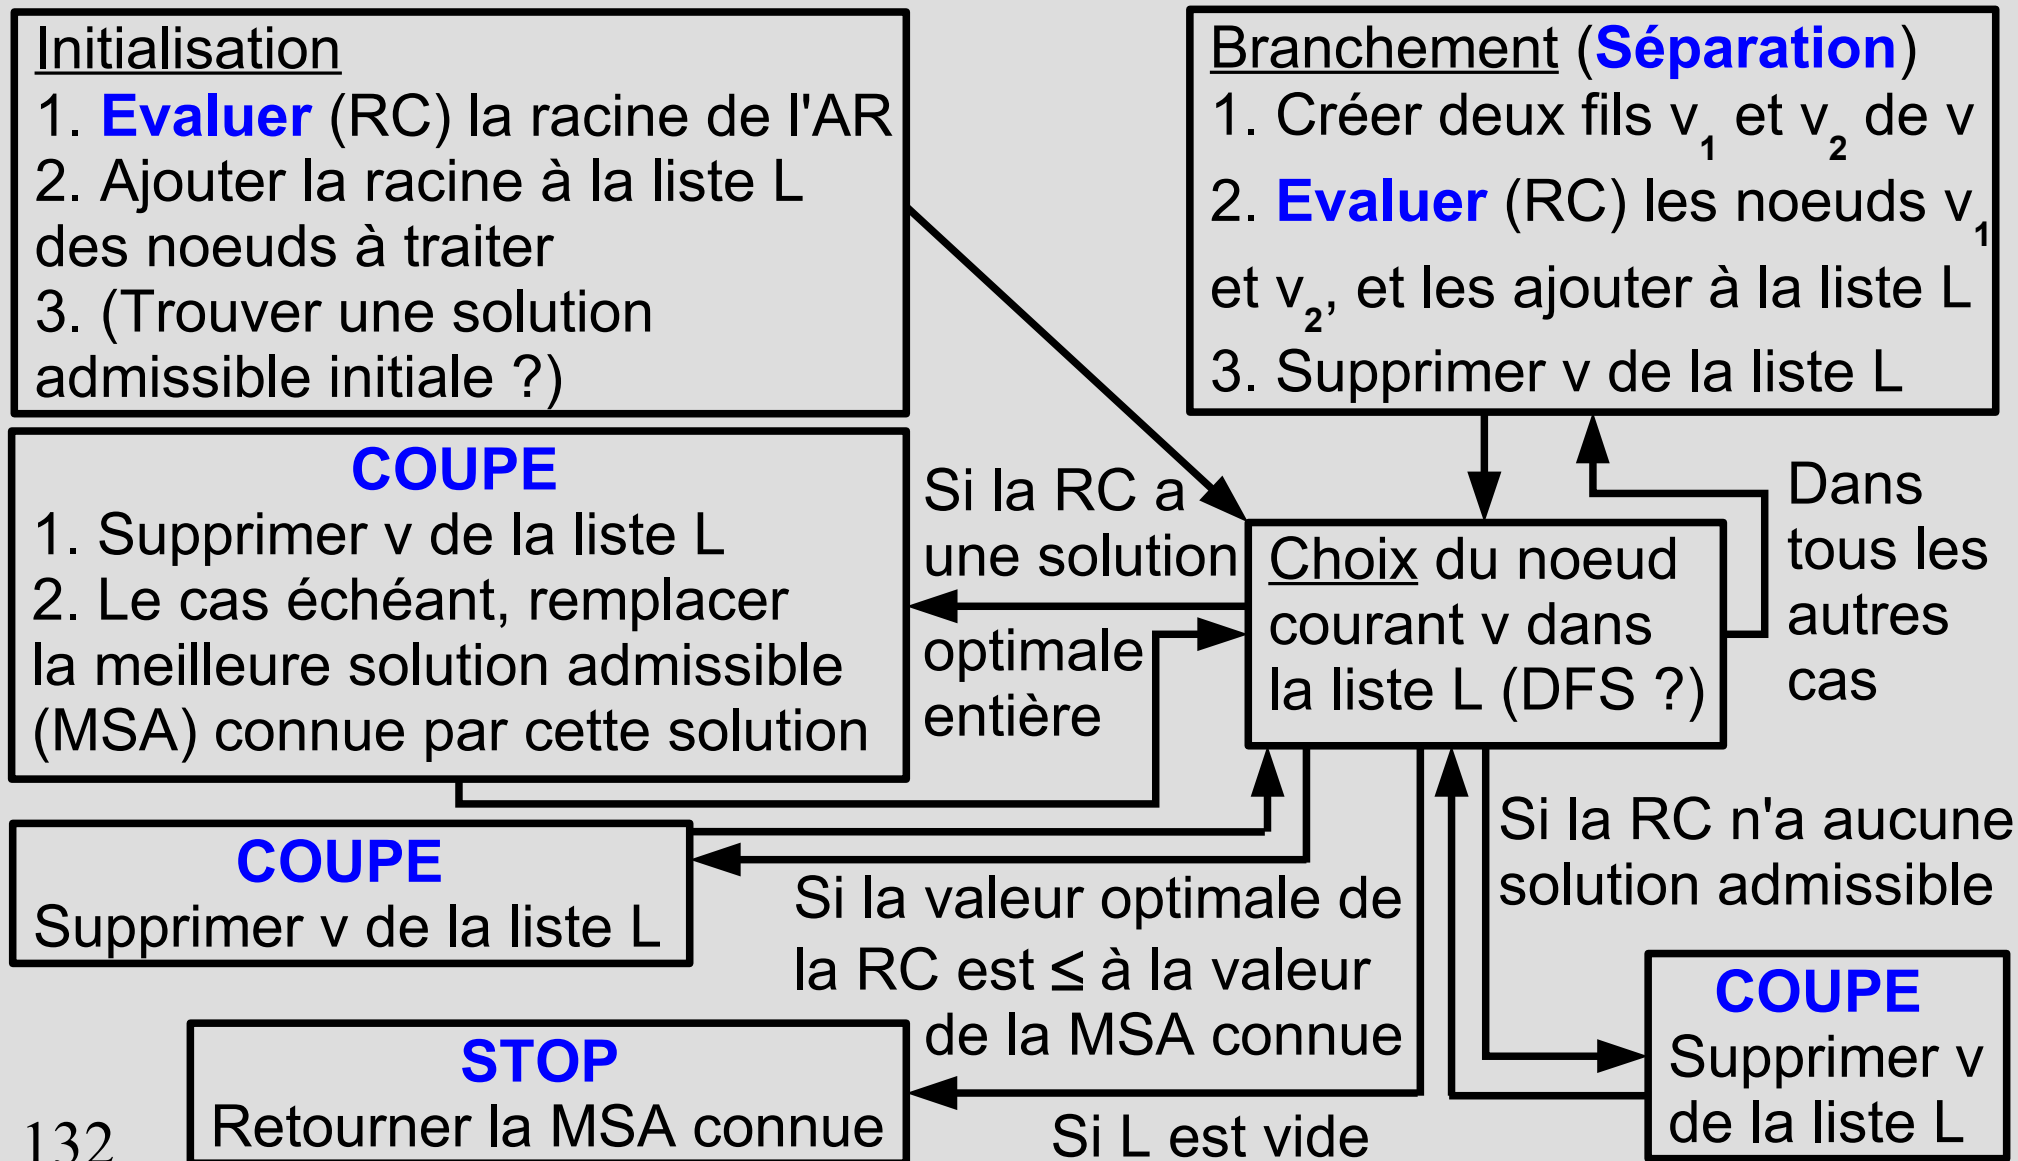 Initialisation
1. Evaluer (RC) la racine de l'AR
2. Ajouter la racine à la liste L
des noeuds à traiter
3. (Trouver une solution
admissible initiale ?)
Branchement (Séparation)
1. Créer deux fils v1 et v2 de v
2. Evaluer (RC) les noeuds v1
et v2, et les ajouter à la liste L
3. Supprimer v de la liste L
COUPE
1. Supprimer v de la liste L
2. Le cas échéant, remplacer
la meilleure solution admissible
(MSA) connue par cette solution
Si la RC a
une solution
optimale
entière
Choix du noeud
courant v dans
la liste L (DFS ?)
Dans
tous les
autres
cas
COUPE
Supprimer v de la liste L
Si la valeur optimale de
la RC est ≤ à la valeur
de la MSA connue
Si la RC n'a aucune
solution admissible
COUPE
Supprimer v
de la liste L
STOP
Retourner la MSA connue
Si L est vide
132